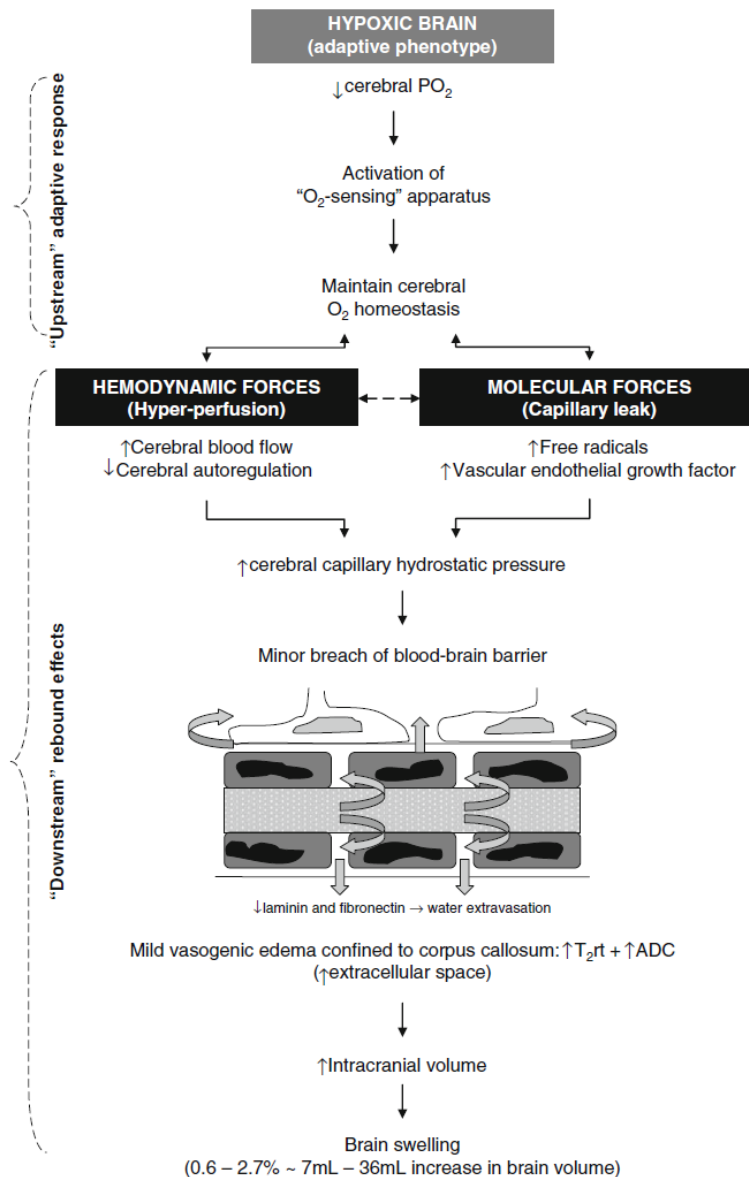 HYPOXIC BRAIN
(adaptive phenotype)
"Upstream" adaptive response
↓cerebral PO₂
Activation of
“O₂-sensing” apparatus
Maintain cerebral
O₂ homeostasis
"Downstream" rebound effects
HEMODYNAMIC FORCES
(Hyper-perfusion)
MOLECULAR FORCES
(Capillary leak)
↑Cerebral blood flow
↓Cerebral autoregulation
↑Free radicals
↑Vascular endothelial growth factor
↑cerebral capillary hydrostatic pressure
Minor breach of blood-brain barrier
↓laminin and fibronectin → water extravasation
Mild vasogenic edema confined to corpus callosum: ↑T₂rt + ↑ADC
(↑extracellular space)
↑Intracranial volume
Brain swelling
(0.6 – 2.7% ~ 7mL – 36mL increase in brain volume)